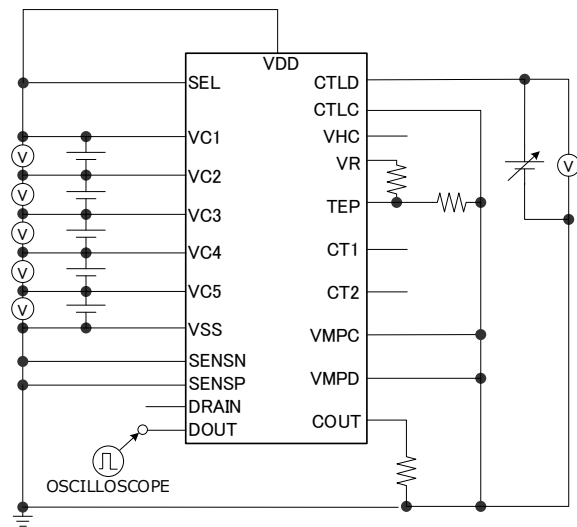 VDD
SEL
VC1
VC2
VC3
VC4
VC5
VSS
SENSN
SENSP
DRAIN
DOUT
CTLD
CTLC
VHC
VR
TEP
CT1
CT2
VMPC
VMPD
COUT
V
V
V
V
V
V
OSCILLOSCOPE